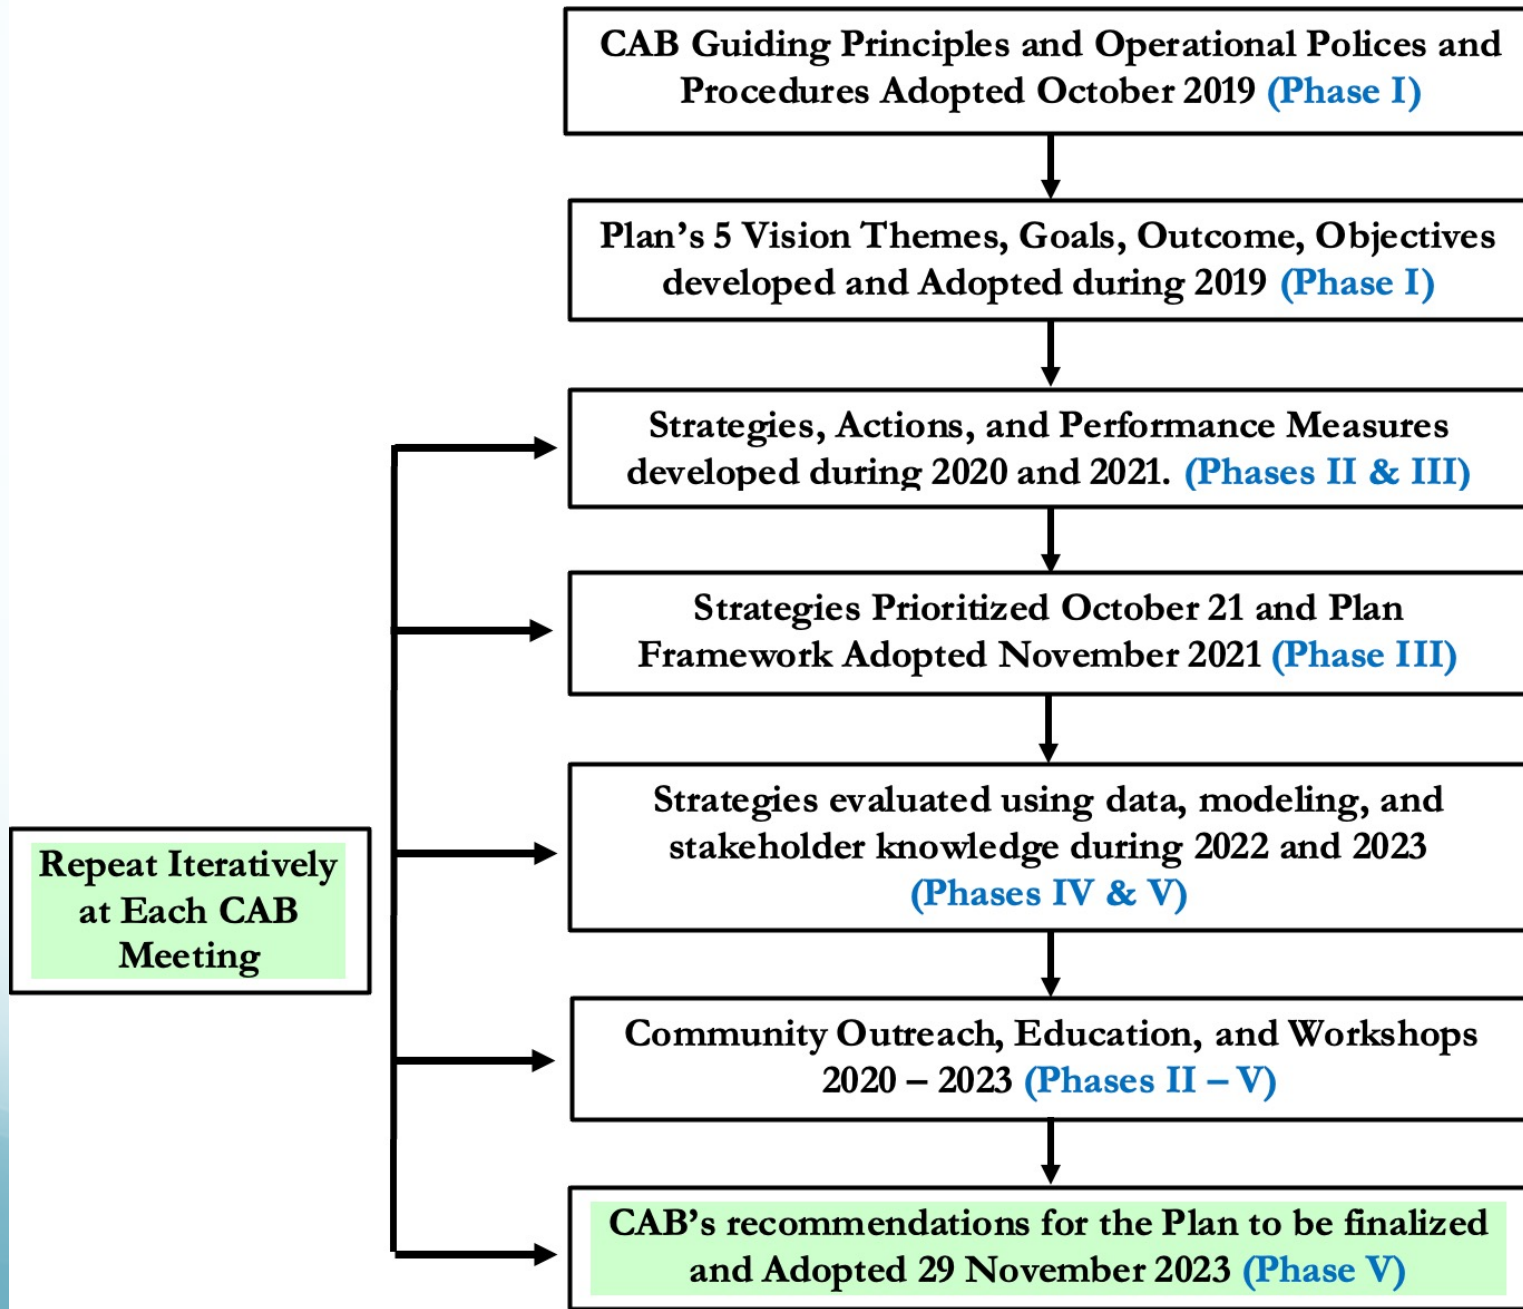 CAB Guiding Principles and Operational Polices and
Procedures Adopted October 2019 (Phase I)
Plan's 5 Vision Themes, Goals, Outcome, Objectives
developed and Adopted during 2019 (Phase I)
Strategies, Actions, and Performance Measures
developed during 2020 and 2021. (Phases II & III)
Strategies Prioritized October 21 and Plan
Framework Adopted November 2021 (Phase III)
Strategies evaluated using data, modeling, and
stakeholder knowledge during 2022 and 2023
(Phases IV & V)
Repeat Iteratively
at Each CAB
Meeting
Community Outreach, Education, and Workshops
2020 – 2023 (Phases II – V)
CAB's recommendations for the Plan to be finalized
and Adopted 29 November 2023 (Phase V)